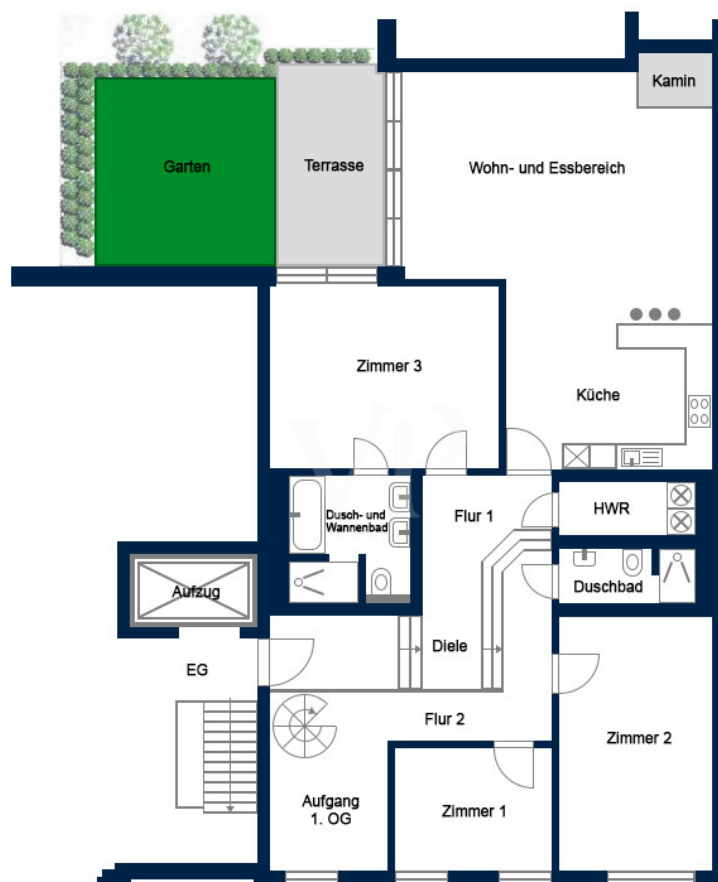 Kamin
Garten
Terrasse
Wohn- und Essbereich
Zimmer 3
Küche
Dusch- und
Wannenbad
Flur 1
HWR
Aufzug
Duschbad
Diele
EG
Flur 2
Zimmer 2
Aufgang
1. OG
Zimmer 1
VP